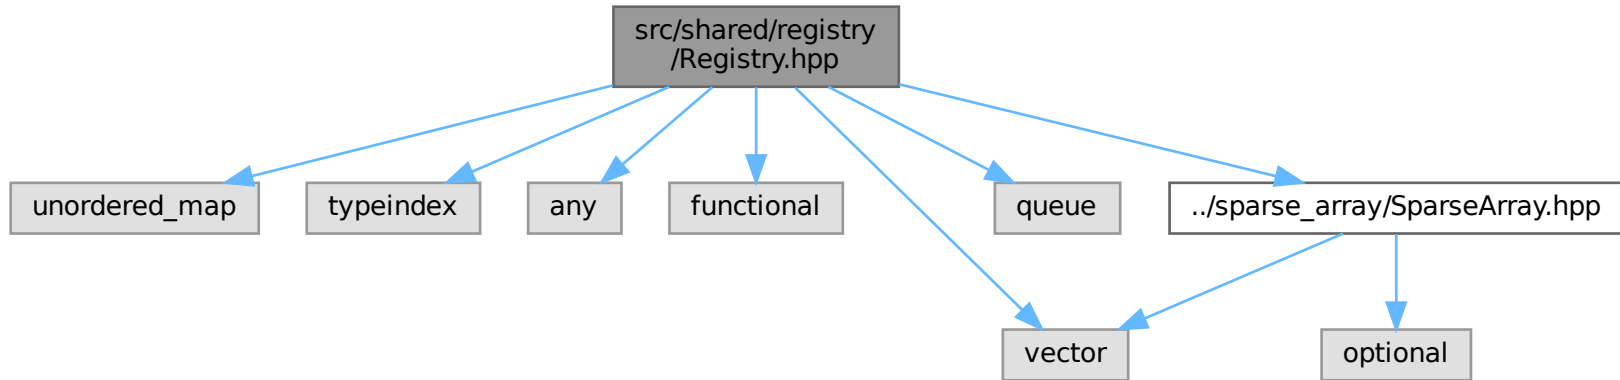 src/shared/registry
/Registry.hpp
unordered_map
typeindex
any
functional
queue
../sparse_array/SparseArray.hpp
vector
optional